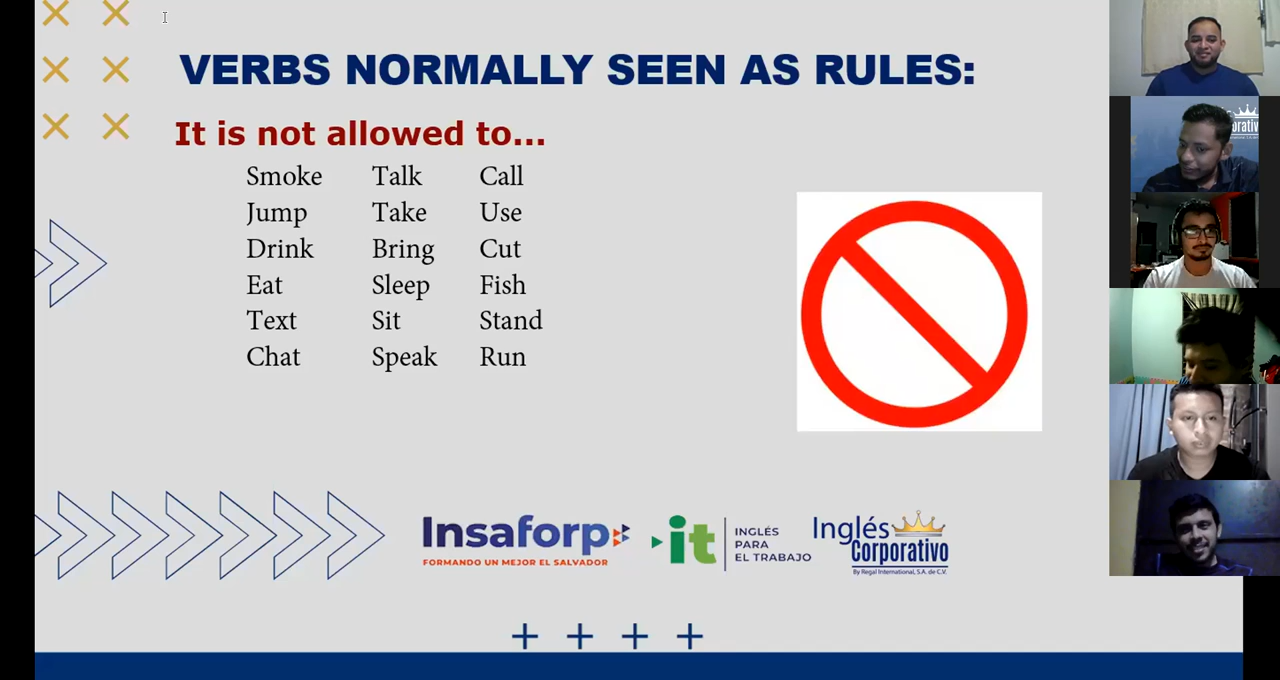 VERBS NORMALLY SEEN AS RULES:
It is not allowed to...
Smoke Talk Call
Jump Take Use
Drink Bring Cut
Eat Sleep Fish
Text Sit Stand
Chat Speak Run
Insaforp
FORMANDO UN MEJOR EL SALVADOR
it
INGLÉS
PARA
EL TRABAJO
Inglés
Corporativo
By Regal International, S.A. de C.V.